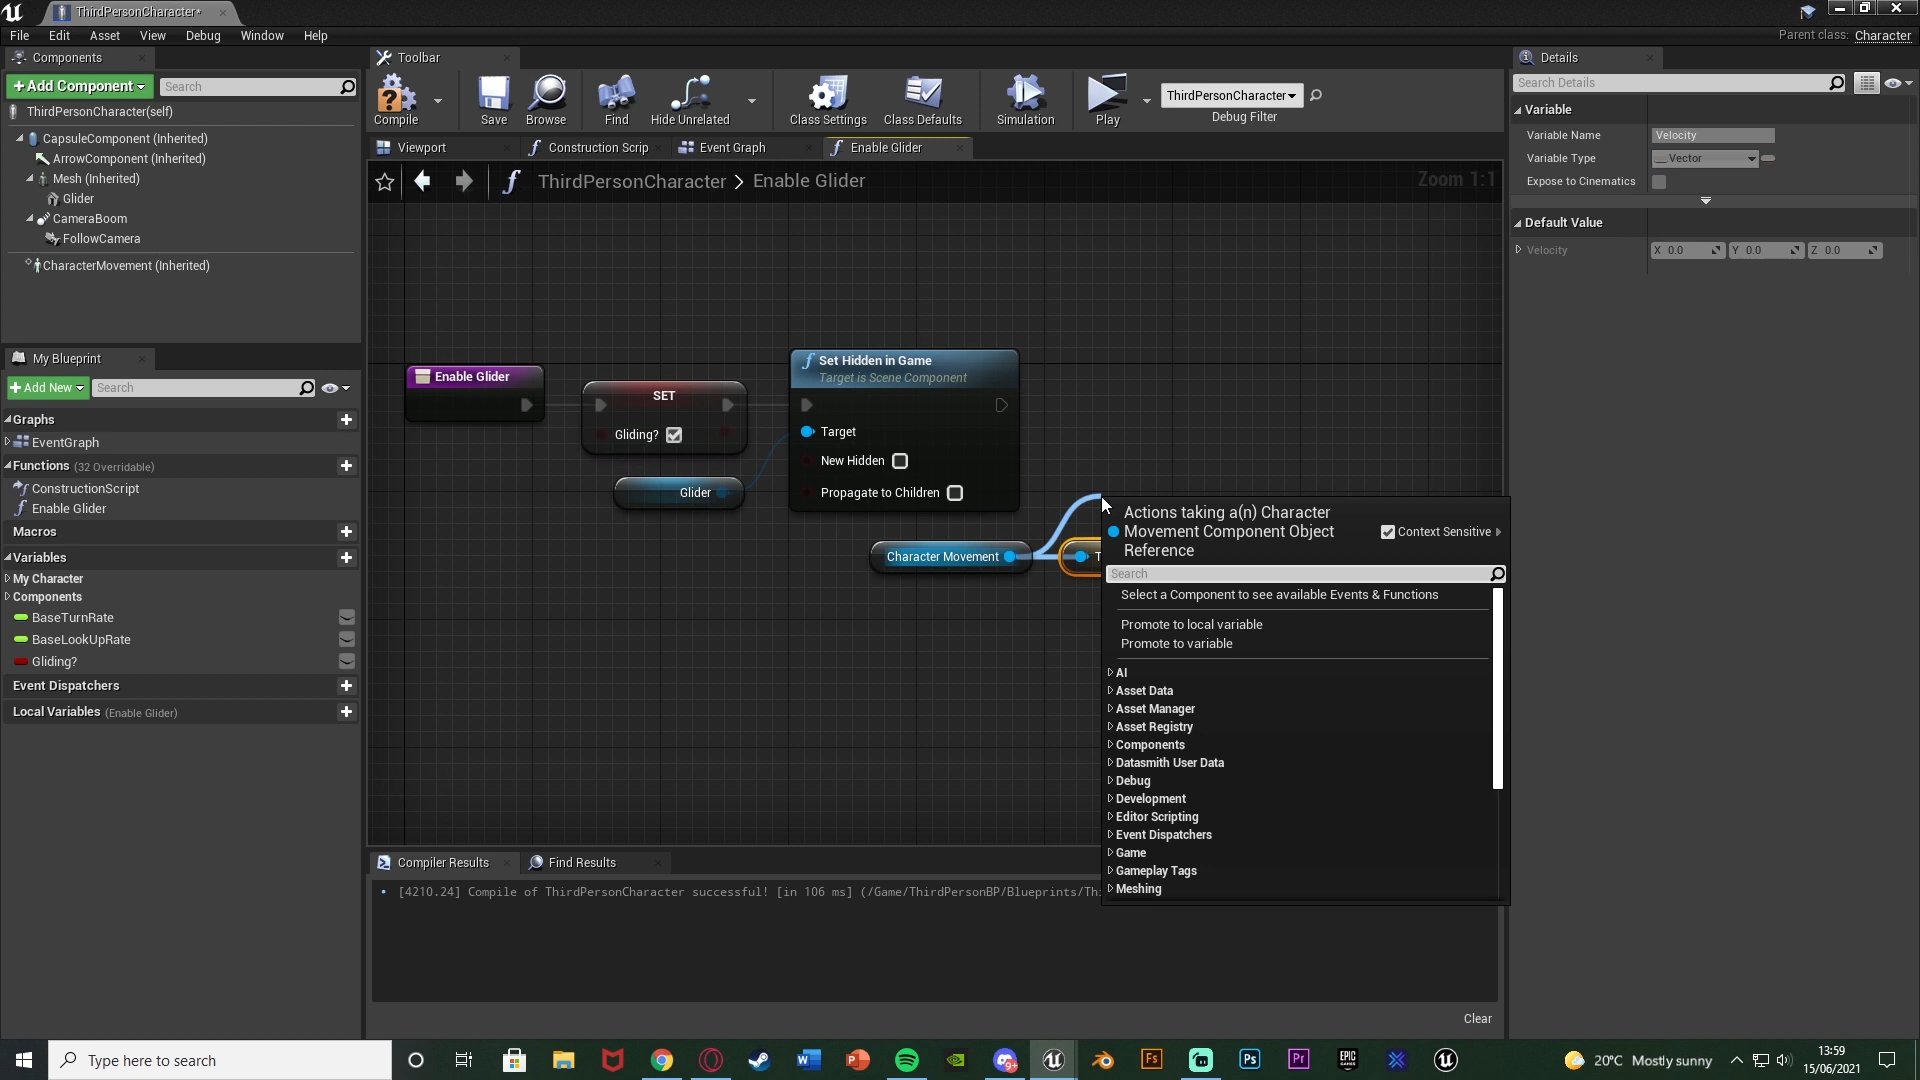 ThirdPersonCharacter*
File Edit Asset View Debug Window Help
Parent class: Character
Components
+Add Component
Search
ThirdPersonCharacter(self)
CapsuleComponent (Inherited)
ArrowComponent (Inherited)
Mesh (Inherited)
Glider
CameraBoom
FollowCamera
CharacterMovement (Inherited)
My Blueprint
+Add New
Search
Graphs
EventGraph
Functions (32 Overridable)
ConstructionScript
Enable Glider
Macros
Variables
My Character
Components
BaseTurnRate
BaseLookUpRate
Gliding?
Event Dispatchers
Local Variables (Enable Glider)
Toolbar
Compile
Save
Browse
Find
Hide Unrelated
Class Settings
Class Defaults
Simulation
Play
ThirdPersonCharacter
Debug Filter
Viewport
Construction Scrip
Event Graph
Enable Glider
ThirdPersonCharacter > Enable Glider
Zoom 1:1
Enable Glider
SET
Gliding?
Glider
Set Hidden in Game
Target is Scene Component
Target
New Hidden
Propagate to Children
Character Movement
T
Actions taking a(n) Character
Movement Component Object
Reference
Context Sensitive
Search
Select a Component to see available Events & Functions
Promote to local variable
Promote to variable
AI
Asset Data
Asset Manager
Asset Registry
Components
Datasmith User Data
Debug
Development
Editor Scripting
Event Dispatchers
Game
Gameplay Tags
Meshing
Compiler Results
Find Results
[4210.24] Compile of ThirdPersonCharacter successful! [in 106 ms] (/Game/ThirdPersonBP/Blueprints/Thi
Clear
Details
Search Details
Variable
Variable Name Velocity
Variable Type Vector
Expose to Cinematics
Default Value
Velocity X 0.0 Y 0.0 Z 0.0
Type here to search
9+
Fs
Ps
Pr
EPIC GAMES
20°C Mostly sunny
13:59
15/06/2021